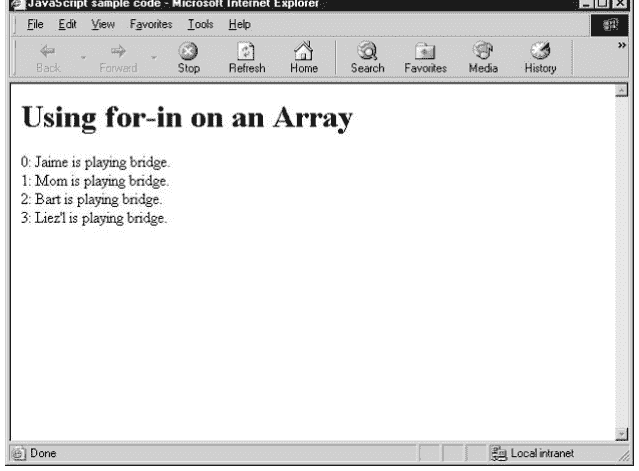 JavaScript sample code - Microsoft Internet Explorer
File Edit View Favorites Tools Help
Back Forward Stop Refresh Home Search Favorites Media History »
Using for-in on an Array
0: Jaime is playing bridge.
1: Mom is playing bridge.
2: Bart is playing bridge.
3: Liez'l is playing bridge.
Done Local intranet